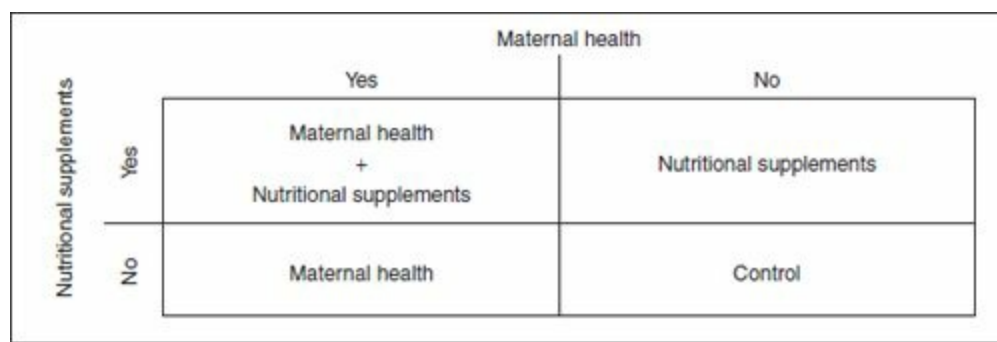 Maternal health
Yes
No
Nutritional supplements
Yes
Maternal health
+
Nutritional supplements
Nutritional supplements
No
Maternal health
Control